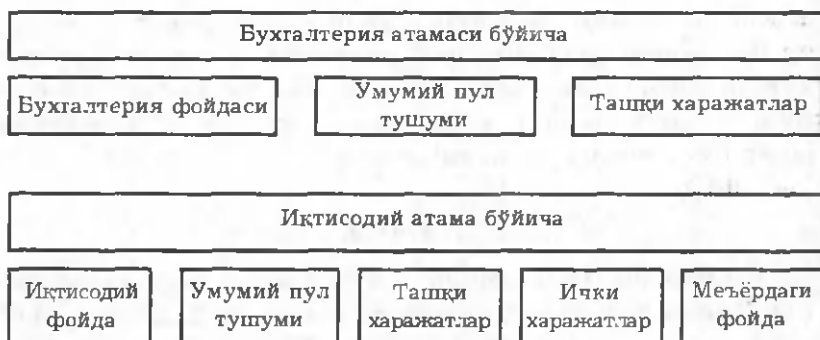 Бухгалтерия атамаси бўйича
Бухгалтерия фойдаси
Умумий пул
тушуми
Ташқи харажатлар
Иқтисодий атама бўйича
Иқтисодий
фойда
Умумий пул
тушуми
Ташқи
харажатлар
Ички
харажатлар
Меъёрдаги
фойда